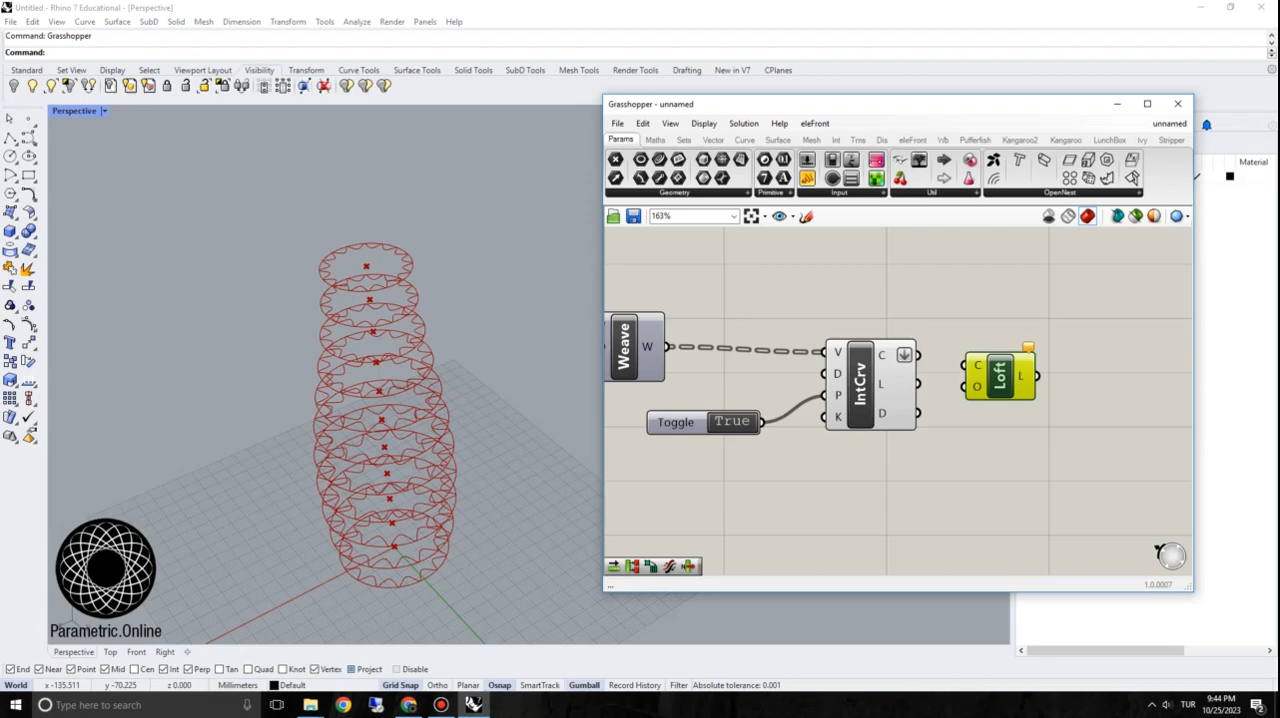 Untitled - Rhino 7 Educational - [Perspective]
File Edit View Curve Surface SubD Solid Mesh Dimension Transform Tools Analyze Render Panels Help
Command: Grasshopper
Command:
Standard Set View Display Select Viewport Layout Visibility Transform Curve Tools Surface Tools Solid Tools SubD Tools Mesh Tools Render Tools Drafting New in V7 CPlanes
Perspective
Grasshopper - unnamed
File Edit View Display Solution Help eleFront unnamed
Params Maths Sets Vector Curve Surface Mesh Int Trns Dis eleFront Wb Pufferfish Kangaroo2 Kangaroo LunchBox Ivy Stripper
Geometry Primitive Input Util OpenNest
163%
Material
Weave W
V D P K IntCrv C L D
C O Loft L
Toggle True
...
1.0.0007
Parametric.Online
Perspective Top Front Right
End Near Point Mid Cen Int Perp Tan Quad Knot Vertex Project Disable
World x -135.511 y -70.225 z 0.000 Millimeters Default Grid Snap Ortho Planar Osnap SmartTrack Gumball Record History Filter Absolute tolerance: 0.001
Type here to search
TUR
9:44 PM
10/25/2023
2